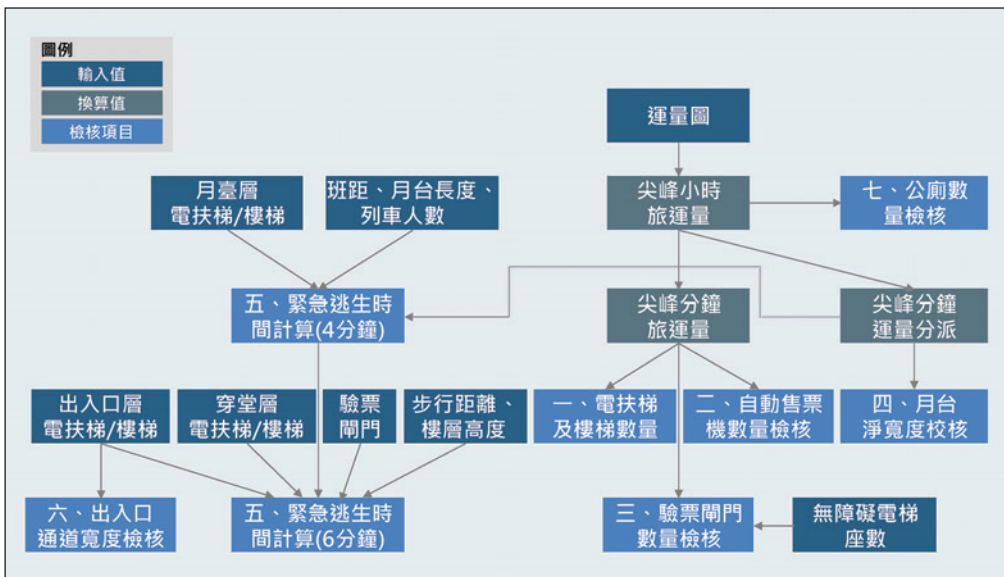 圖例
輸入值
換算值
檢核項目
運量圖
月臺層
電扶梯/樓梯
班距、月台長度、
列車人數
尖峰小時
旅運量
七、公廁數
量檢核
五、緊急逃生時
間計算(4分鐘)
尖峰分鐘
旅運量
尖峰分鐘
運量分派
出入口層
電扶梯/樓梯
穿堂層
電扶梯/樓梯
驗票
閘門
步行距離、
樓層高度
一、電扶梯
及樓梯數量
二、自動售票
機數量檢核
四、月台
淨寬度校核
六、出入口
通道寬度檢核
五、緊急逃生時
間計算(6分鐘)
三、驗票閘門
數量檢核
無障礙電梯
座數